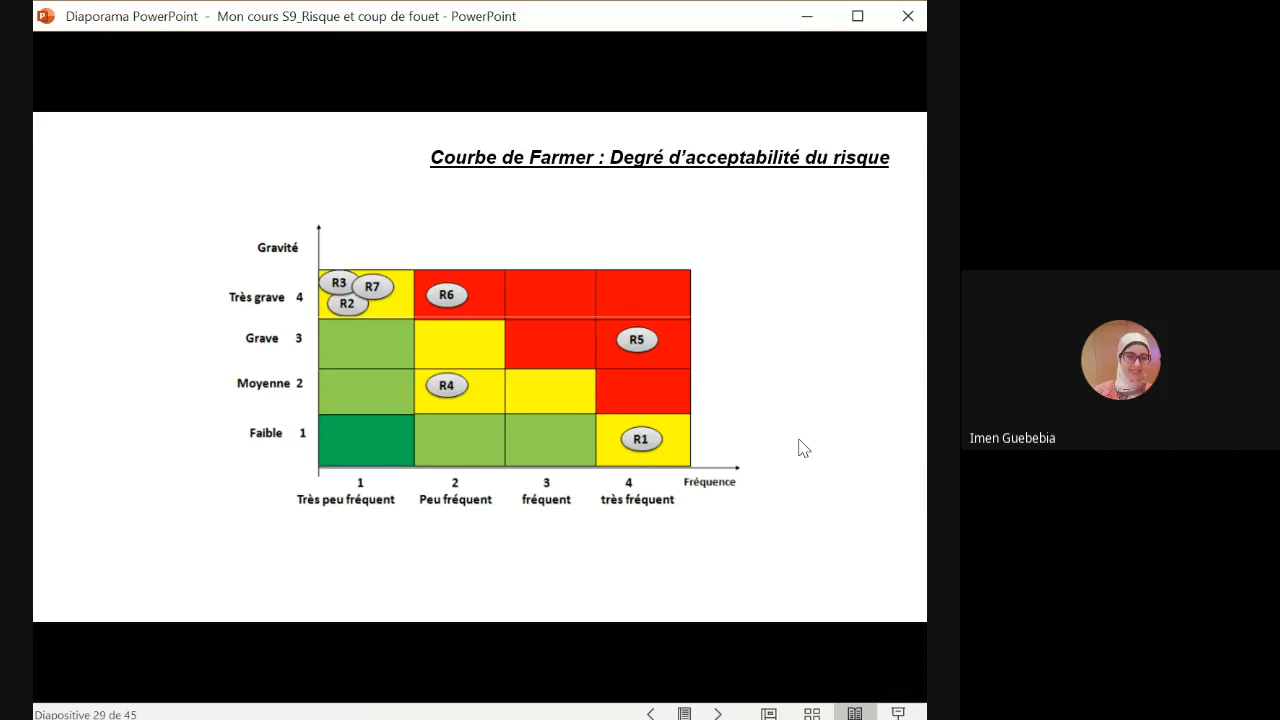 Diaporama PowerPoint - Mon cours S9_Risque et coup de fouet - PowerPoint
Courbe de Farmer : Degré d’acceptabilité du risque
Gravité
Très grave 4
R3
R7
R2
R6
Grave 3
R5
Moyenne 2
R4
Faible 1
R1
1
2
3
4
Fréquence
Très peu fréquent
Peu fréquent
fréquent
très fréquent
Imen Guebebia
Diapositive 29 de 45